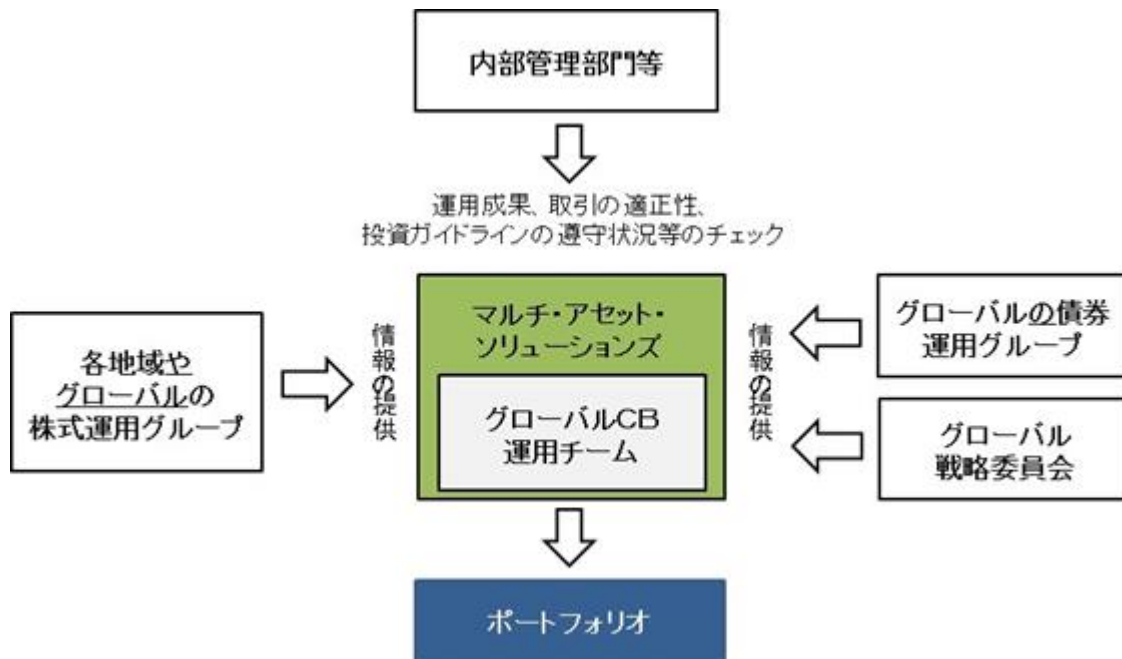 内部管理部門等
運用成果、取引の適正性、
投資ガイドラインの遵守状況等のチェック
各地域や
グローバルの
株式運用グループ
情報の提供
マルチ・アセット・
ソリューションズ
グローバルCB
運用チーム
情報の提供
グローバルの債券
運用グループ
グローバル
戦略委員会
ポートフォリオ